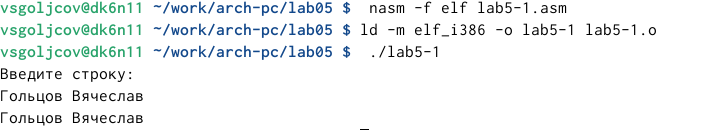 vsgoljcov@dk6n11 ~/work/arch-pc/lab05 $  nasm -f elf lab5-1.asm
vsgoljcov@dk6n11 ~/work/arch-pc/lab05 $ ld -m elf_i386 -o lab5-1 lab5-1.o
vsgoljcov@dk6n11 ~/work/arch-pc/lab05 $  ./lab5-1
Введите строку:
Гольцов Вячеслав
Гольцов Вячеслав